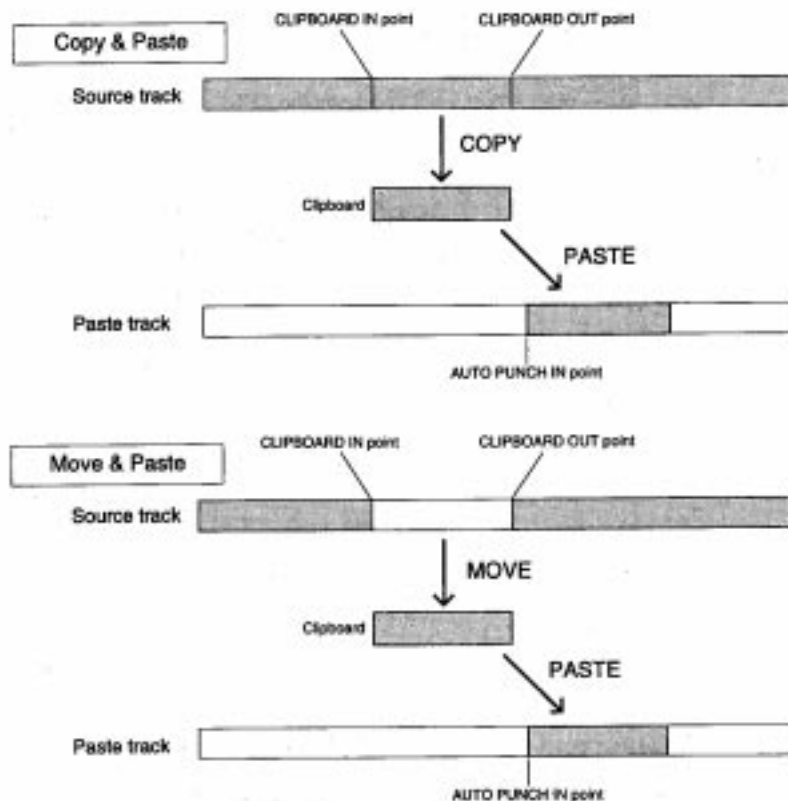 CLIPBOARD IN point CLIPBOARD OUT point
Copy & Paste
Source track
COPY
Clipboard
PASTE
Paste track
AUTO PUNCH IN point
CLIPBOARD IN point CLIPBOARD OUT point
Move & Paste
Source track
MOVE
Clipboard
PASTE
Paste track
AUTO PUNCH IN point